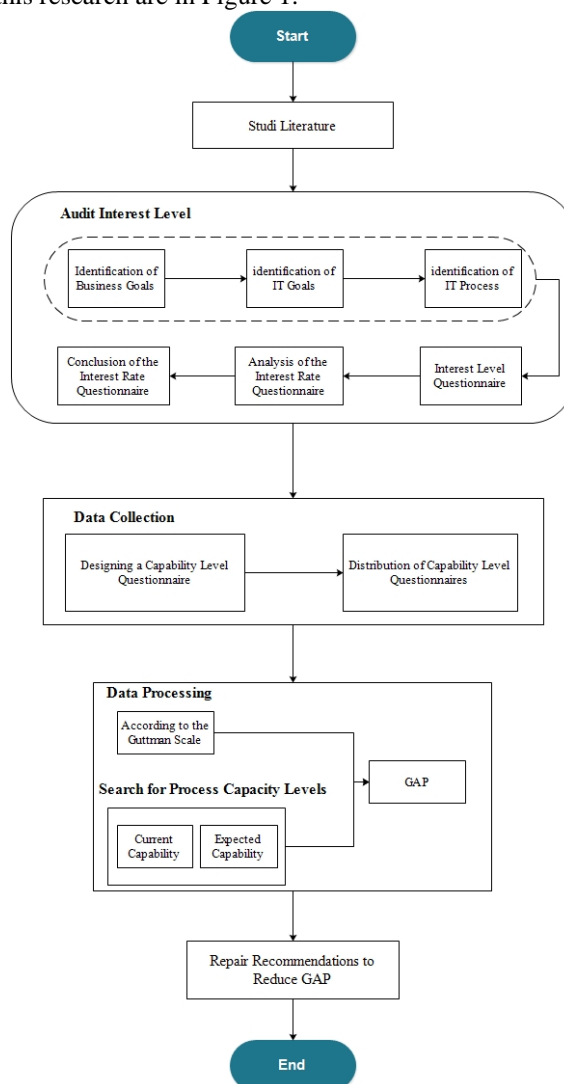 this research are in Figure 1.
Start
Studi Literature
Audit Interest Level
Identification of
Business Goals
identification of
IT Goals
identification of
IT Process
Conclusion of the
Interest Rate
Questionnaire
Analysis of the
Interest Rate
Questionnaire
Interest Level
Questionnaire
Data Collection
Designing a Capability Level
Questionnaire
Distribution of Capability Level
Questionnaires
Data Processing
According to the
Guttman Scale
GAP
Search for Process Capacity Levels
Current
Capability
Expected
Capability
Repair Recommendations to
Reduce GAP
End